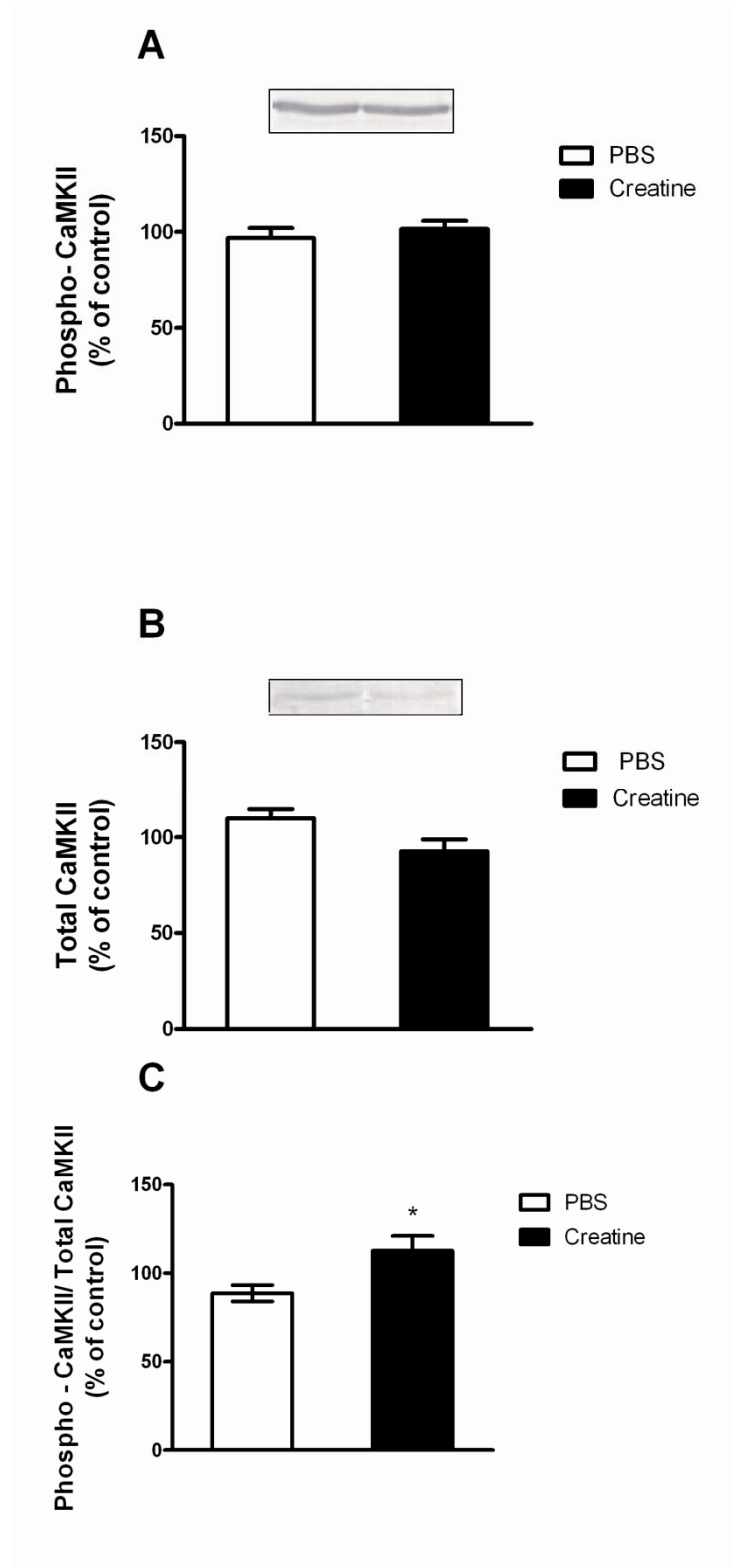 A
150
100
50
0
Phospho- CaMKII
(% of control)
PBS
Creatine
B
150
100
50
0
Total CaMKII
(% of control)
PBS
Creatine
C
150
100
50
0
Phospho - CaMKII/ Total CaMKII
(% of control)
*
PBS
Creatine